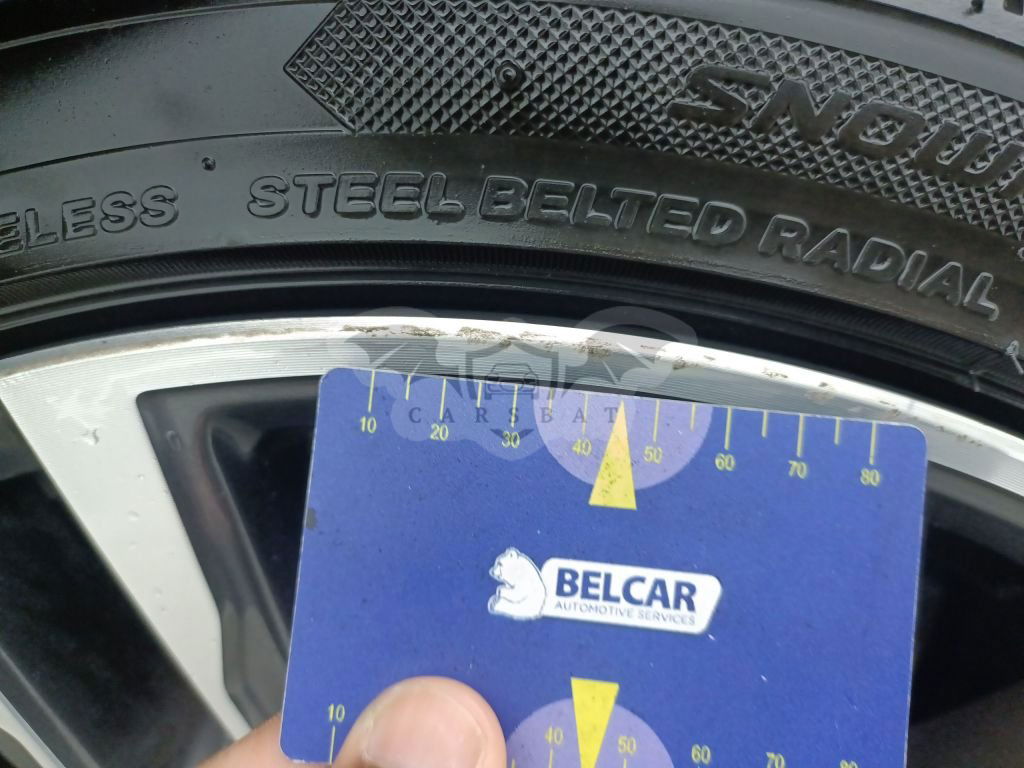 SNOW
ELESS STEEL BELTED RADIAL
CARSBAT
10 20 30 40 50 60 70 80
BELCAR
AUTOMOTIVE SERVICES
10 40 50 60 70 80